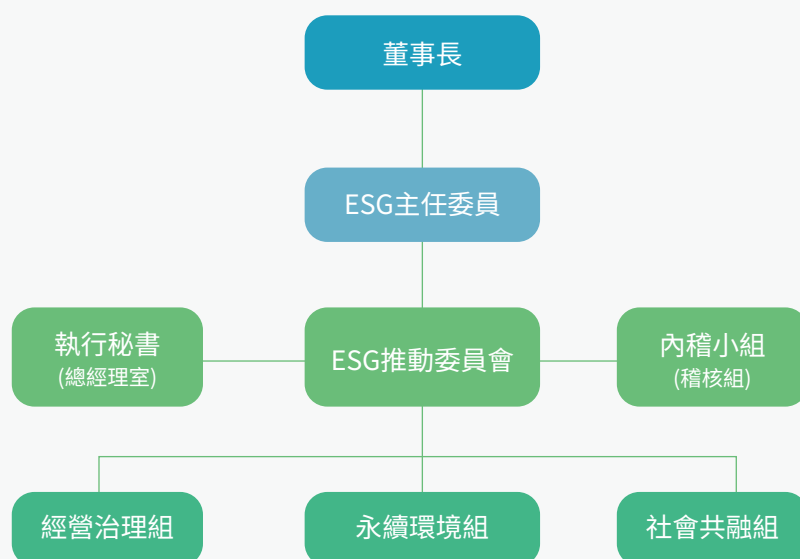 董事長
ESG主任委員
執行秘書
(總經理室)
ESG推動委員會
內稽小組
(稽核組)
經營治理組
永續環境組
社會共融組